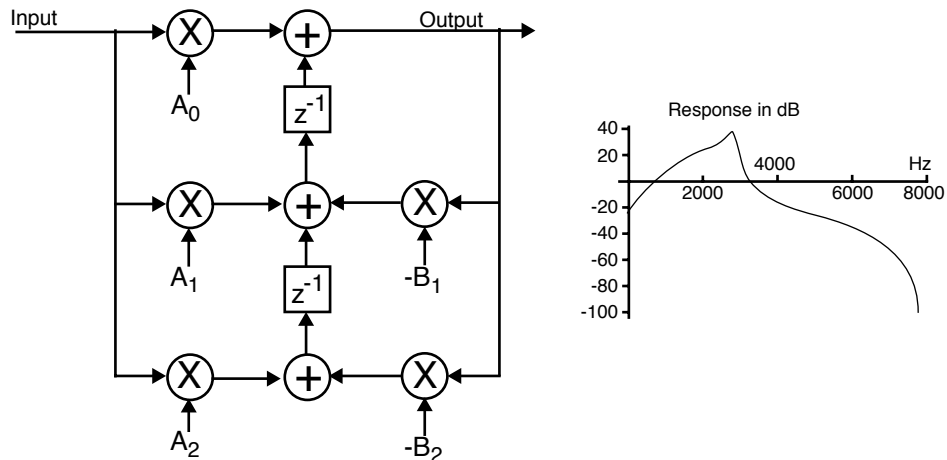 Input
Output
X
+
A0
z-1
X
+
X
A1
-B1
z-1
X
+
X
A2
-B2
Response in dB
40
20
4000
Hz
2000
6000
8000
-20
-40
-60
-80
-100